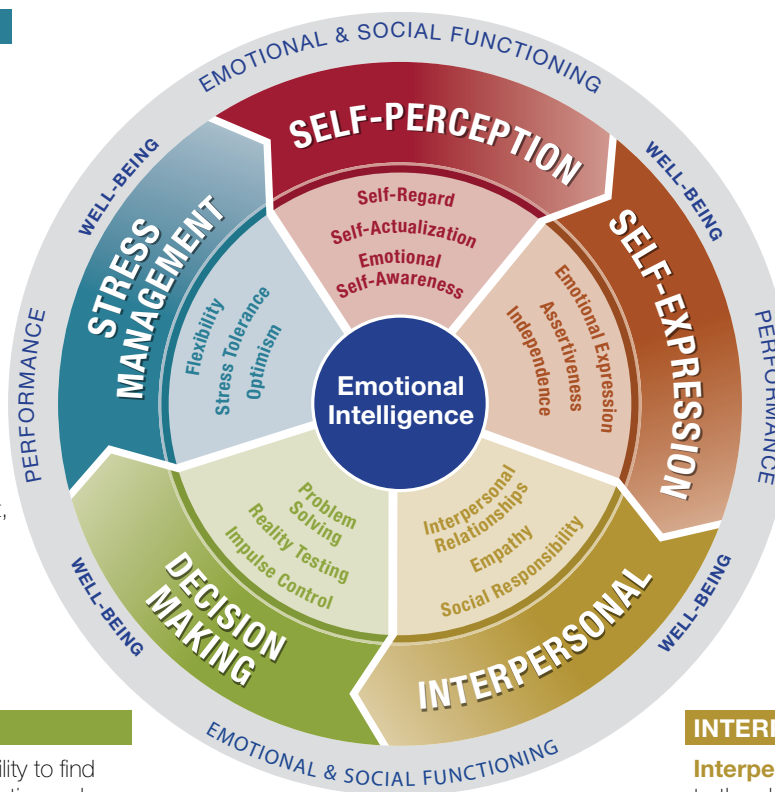 EMOTIONAL & SOCIAL FUNCTIONING
WELL-BEING
WELL-BEING
PERFORMANCE
PERFORMANCE
WELL-BEING
WELL-BEING
EMOTIONAL & SOCIAL FUNCTIONING
SELF-PERCEPTION
Self-Regard
Self-Actualization
Emotional
Self-Awareness
SELF-EXPRESSION
Emotional Expression
Assertiveness
Independence
INTERPERSONAL
Interpersonal
Relationships
Empathy
Social Responsibility
DECISION
MAKING
Problem
Solving
Reality Testing
Impulse Control
STRESS
MANAGEMENT
Flexibility
Stress Tolerance
Optimism
Emotional
Intelligence
to find